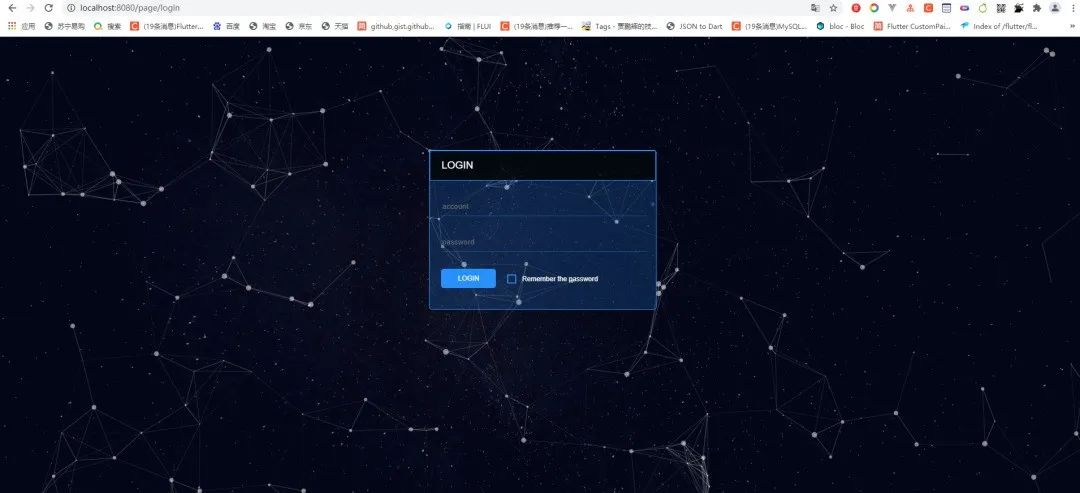 localhost:8080/page/login
应用 苏宁易购 搜索 (19条消息)Flutter... 百度 淘宝 京东 天猫 github.gist.github... 指南 | FLUI (19条消息)推荐一... Tags - 贾鹏辉的技... JSON to Dart (19条消息)MySQL... bloc - Bloc Flutter CustomPai... Index of /flutter/fl... »
LOGIN
account
password
LOGIN Remember the password